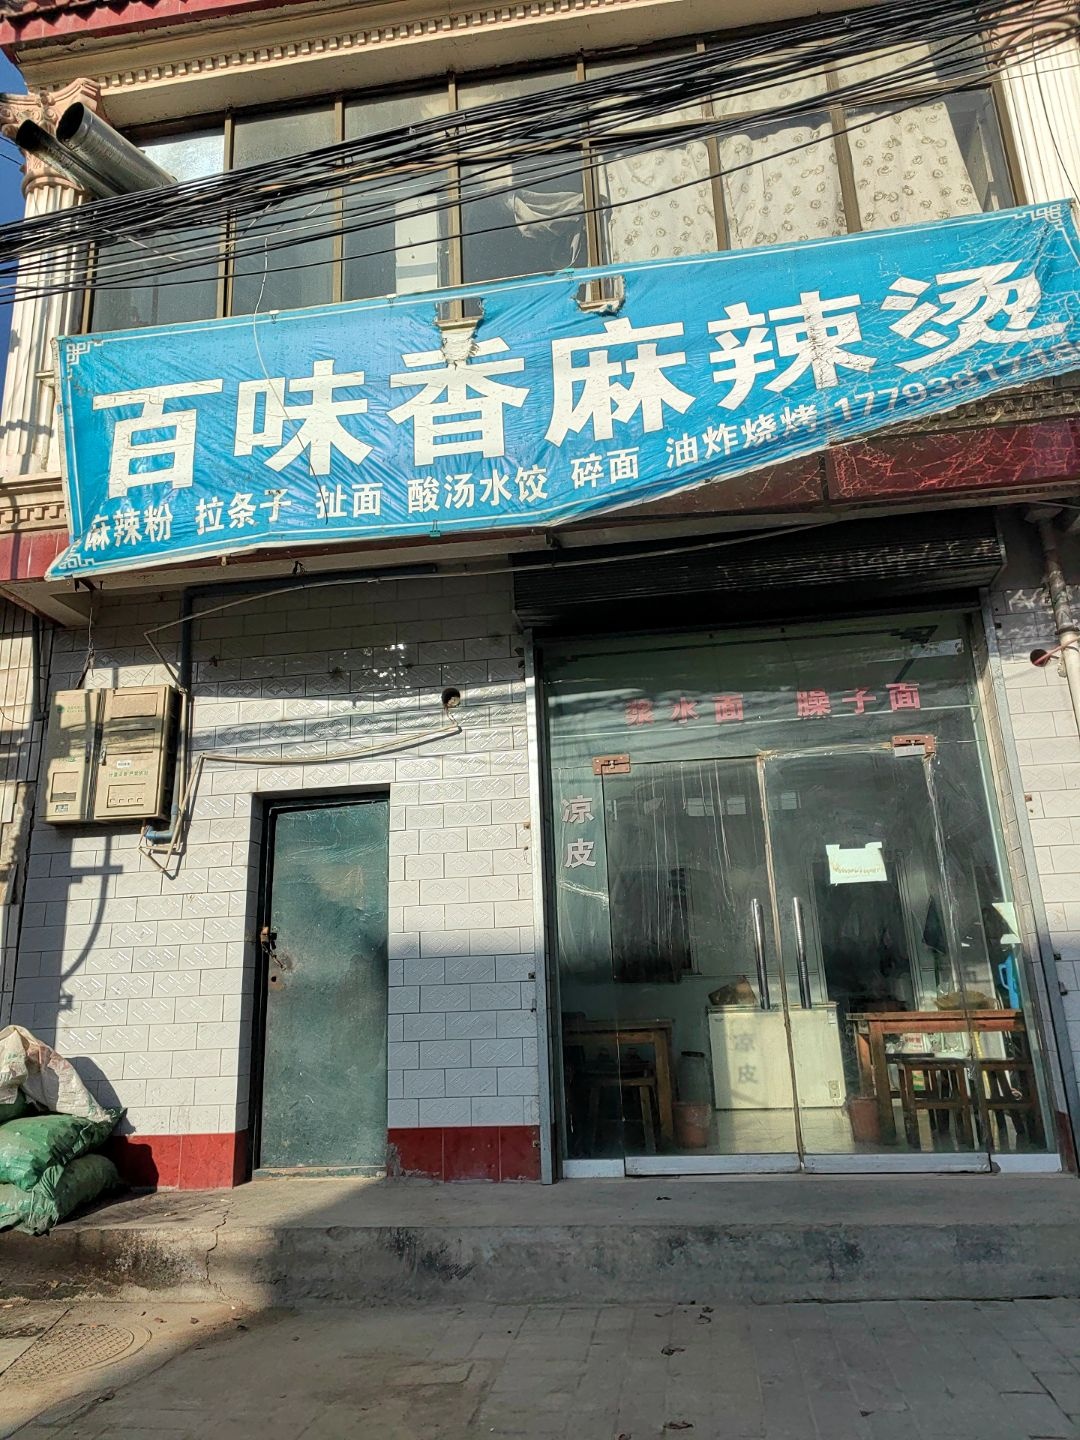 百味香麻辣烫
麻辣粉 拉条子 扯面 酸汤水饺 碎面 油炸烧烤
浆水面 臊子面
凉皮
凉皮